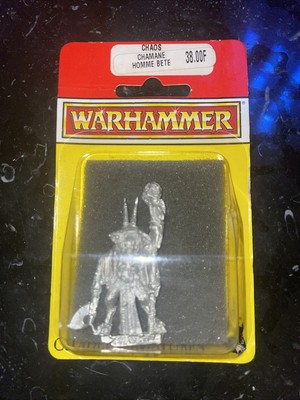 CHAOS
CHAMANE
HOMME BETE
38.00F
WARHAMMER